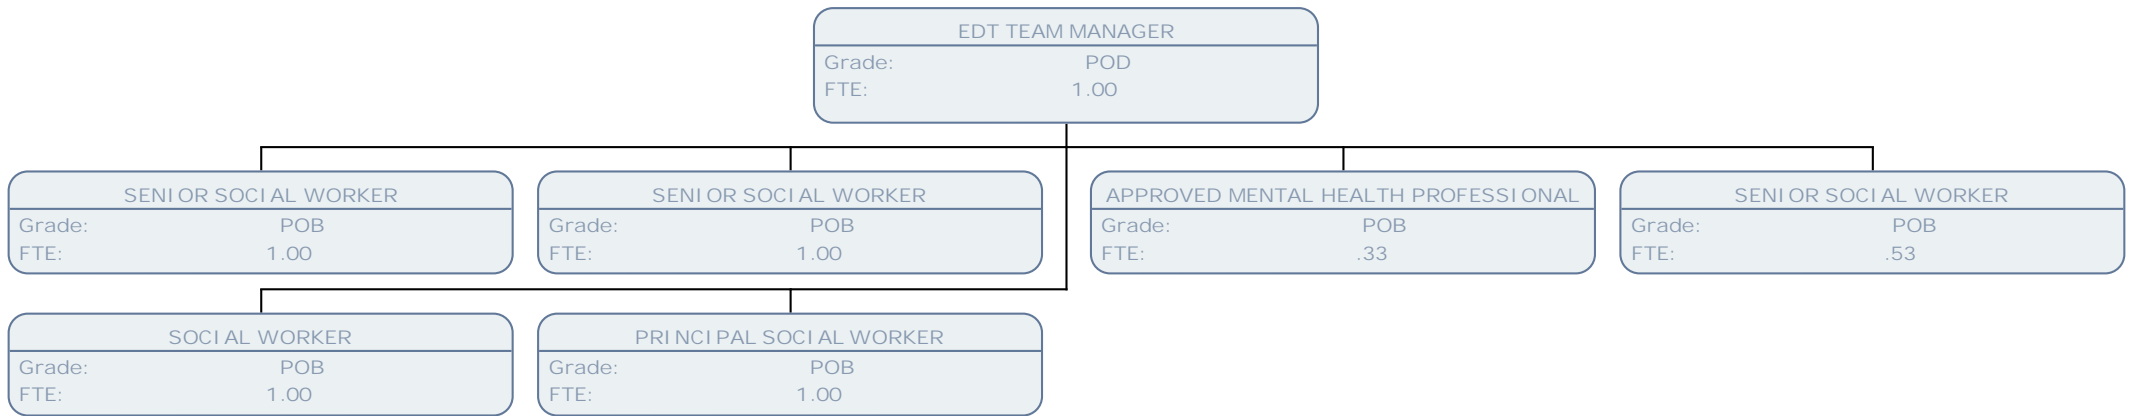 EDT TEAM MANAGER
Grade: POD
FTE: 1.00
SENIOR SOCIAL WORKER
Grade: POB
FTE: 1.00
SENIOR SOCIAL WORKER
Grade: POB
FTE: 1.00
APPROVED MENTAL HEALTH PROFESSIONAL
Grade: POB
FTE: .33
SENIOR SOCIAL WORKER
Grade: POB
FTE: .53
SOCIAL WORKER
Grade: POB
FTE: 1.00
PRINCIPAL SOCIAL WORKER
Grade: POB
FTE: 1.00